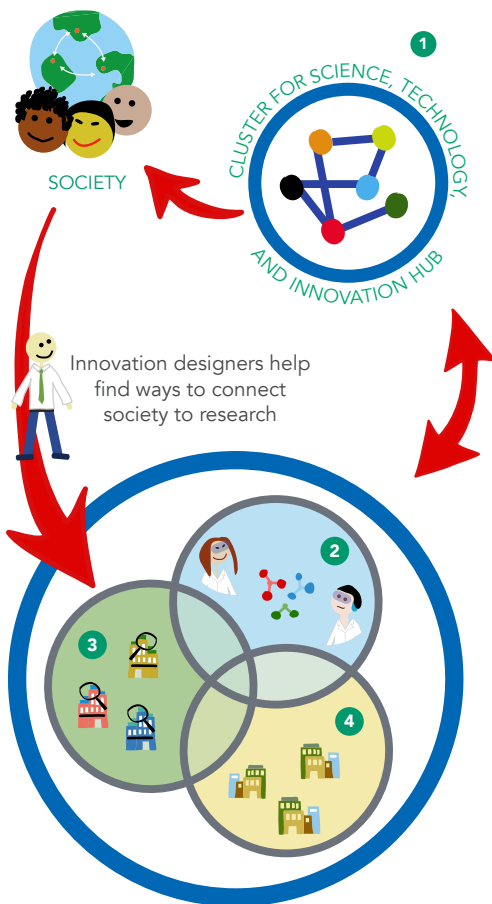 1
CLUSTER FOR SCIENCE, TECHNOLOGY,
AND INNOVATION HUB
SOCIETY
Innovation designers help
find ways to connect
society to research
2
3
4